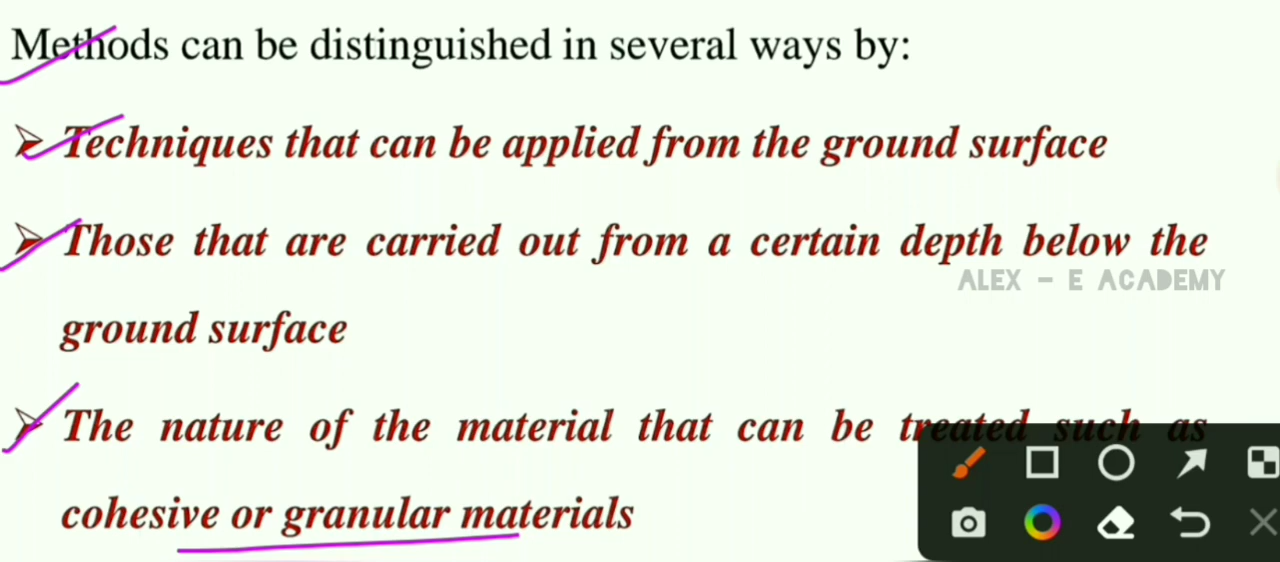 Methods can be distinguished in several ways by:
Techniques that can be applied from the ground surface
Those that are carried out from a certain depth below the
ALEX - E ACADEMY
ground surface
The nature of the material that can be treated such as
cohesive or granular materials